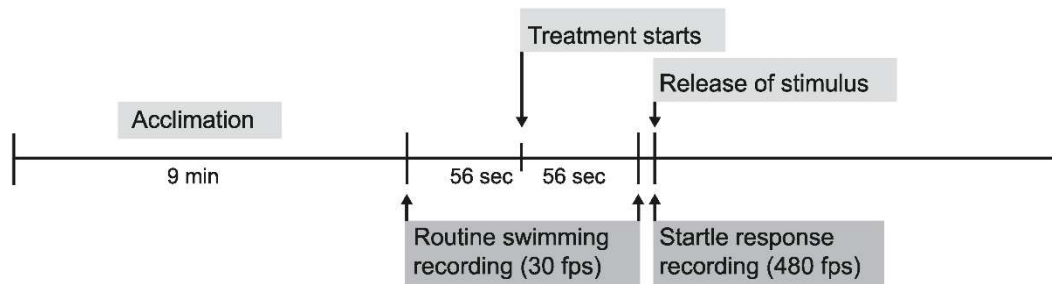 Treatment starts
Release of stimulus
Acclimation
9 min
56 sec
56 sec
Routine swimming
recording (30 fps)
Startle response
recording (480 fps)